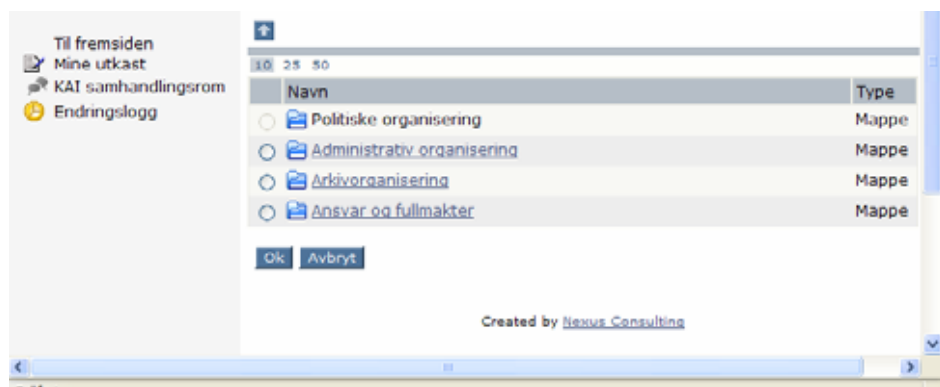 Til fremsiden
Mine utkast
KAI samhandlingsrom
Endringslogg
10 25 50
Navn Type
Politiske organisering Mappe
Administrativ organisering Mappe
Arkivorganisering Mappe
Ansvar og fullmakter Mappe
Ok Avbryt
Created by Nexus Consulting